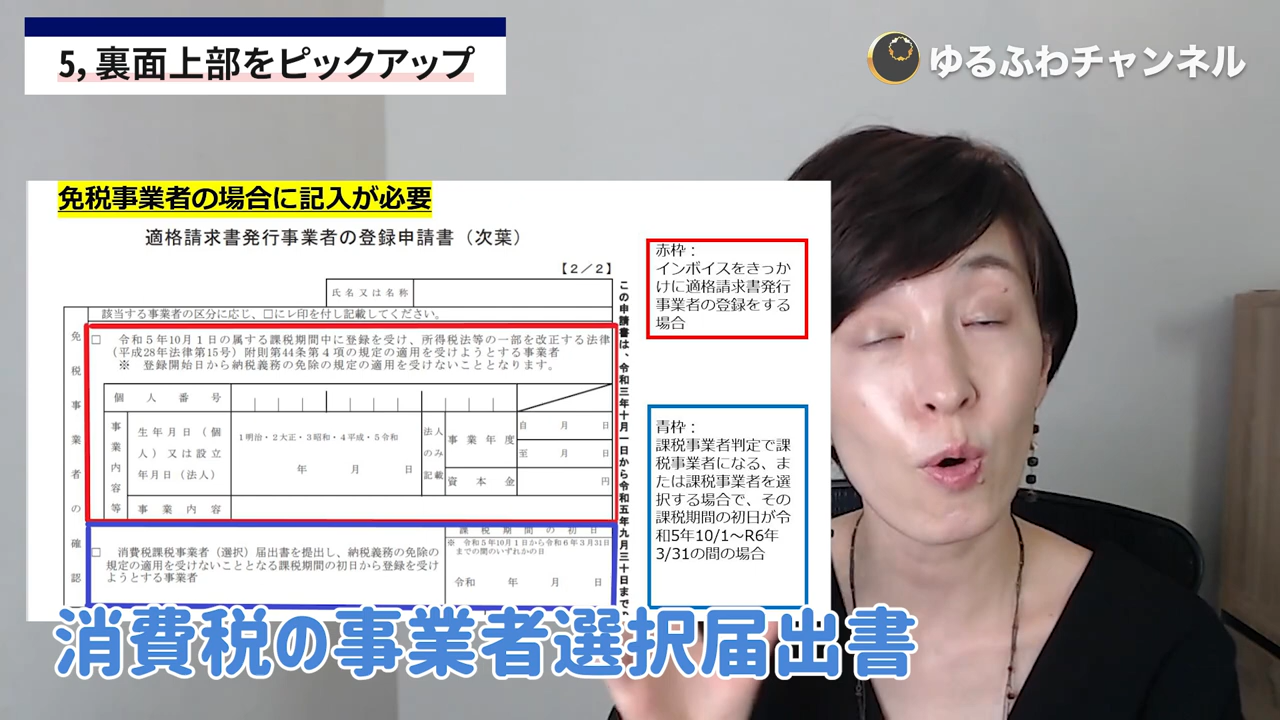 5, 裏面上部をピックアップ
ゆるふわチャンネル
免税事業者の場合に記入が必要
適格請求書発行事業者の登録申請書(次葉)
【2/2】
氏名又は名称
該当する事業者の区分に応じ、□にレ印を付し記載してください。
免税事業者の確認
□ 令和5年10月1日の属する課税期間中に登録を受け、所得税法等の一部を改正する法律
(平成28年法律第15号)附則第44条第4項の規定の適用を受けようとする事業者
※ 登録開始日から納税義務の免除の規定の適用を受けないこととなります。
個人番号
事業内容等
生年月日(個
人)又は設立
年月日(法人)
1明治・2大正・3昭和・4平成・5令和
年 月 日
法人
のみ
記載
事業年度
自 月 日
至 月 日
資本金
円
事業内容
□ 消費税課税事業者(選択)届出書を提出し、納税義務の免除の
規定の適用を受けないこととなる課税期間の初日から登録を受け
ようとする事業者
課税期間の初日
※ 令和5年10月1日から令和6年3月31日
までの間のいずれかの日
令和 年 月 日
この申請書は、令和三年十月一日から令和五年九月三十日まで
赤枠:
インボイスをきっか
けに適格請求書発行
事業者の登録をする
場合
青枠:
課税事業者判定で課
税事業者になる、ま
たは課税事業者を選
択する場合で、その
課税期間の初日が令
和5年10/1～R6年
3/31の間の場合
消費税の事業者選択届出書